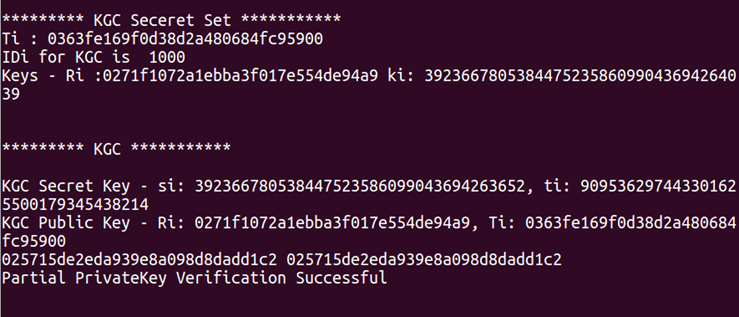 ********* KGC Seceret Set ***********
Ti : 0363fe169f0d38d2a480684fc95900
IDi for KGC is  1000
Keys - Ri :0271f1072a1ebba3f017e554de94a9 ki: 392366780538447523586099043694264​0
39
********* KGC ***********
KGC Secret Key - si: 3923667805384475235860990436942636​52, ti: 90953629744330162
5500179345438214
KGC Public Key - Ri: 0271f1072a1ebba3f017e554de94a9, Ti: 0363fe169f0d38d2a480684
fc95900
025715de2eda939e8a098d8dadd1c2 025715de2eda939e8a098d8dadd1c2
Partial PrivateKey Verification Successful